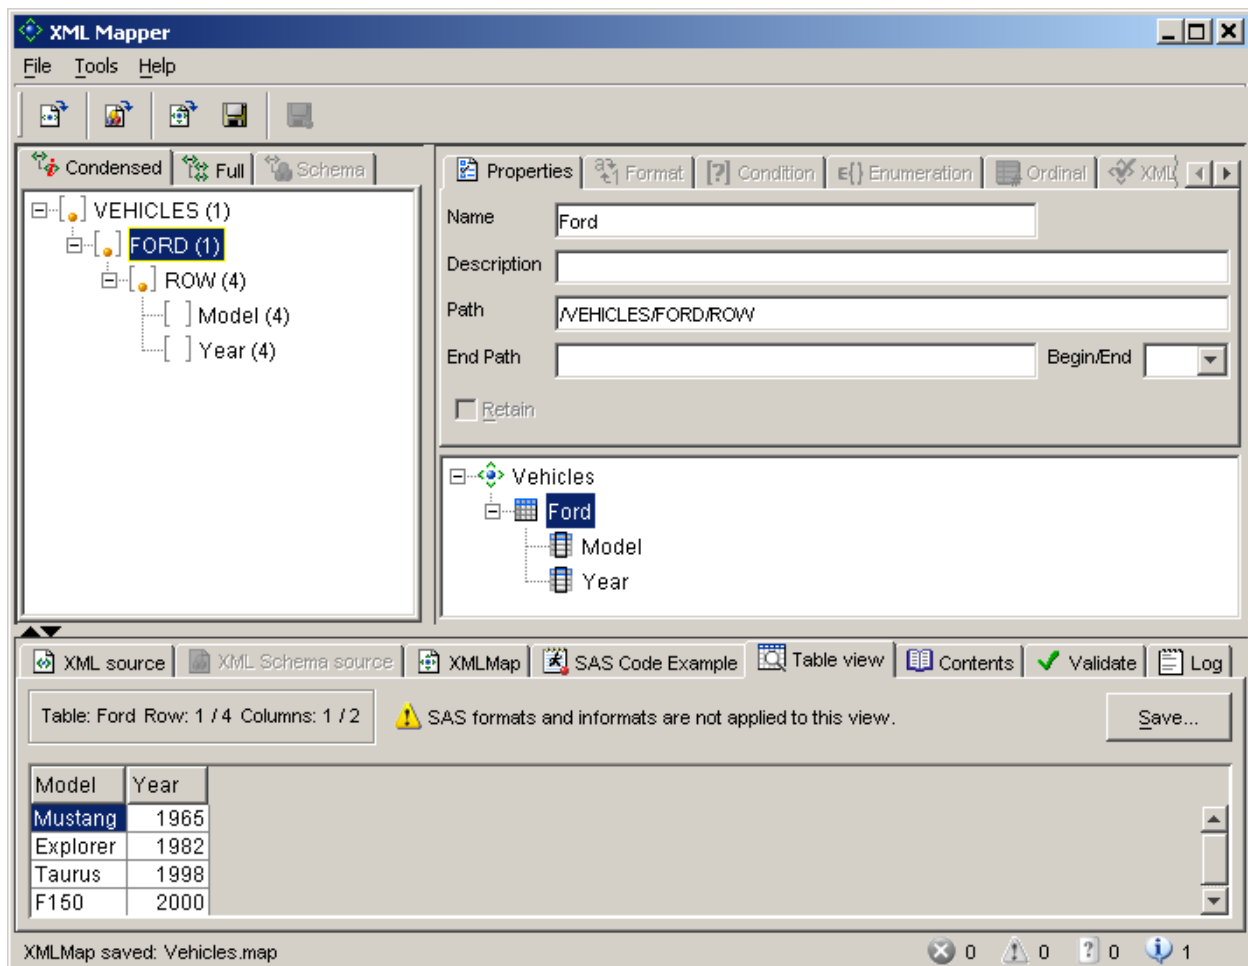 XML Mapper
File Tools Help
Condensed Full Schema
VEHICLES (1)
FORD (1)
ROW (4)
Model (4)
Year (4)
Properties Format Condition E{} Enumeration Ordinal XML
Name Ford
Description
Path /VEHICLES/FORD/ROW
End Path Begin/End
Retain
Vehicles
Ford
Model
Year
XML source XML Schema source XMLMap SAS Code Example Table view Contents Validate Log
Table: Ford Row: 1 / 4 Columns: 1 / 2 SAS formats and informats are not applied to this view. Save...
Model Year
Mustang 1965
Explorer 1982
Taurus 1998
F150 2000
XMLMap saved: Vehicles.map 0 0 ? 0 1